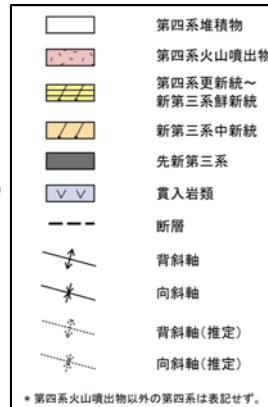 第四系堆積物
第四系火山噴出物
第四系更新統～
新第三系鮮新統
新第三系中新統
先新第三系
貫入岩類
断層
背斜軸
向斜軸
背斜軸(推定)
向斜軸(推定)
* 第四系火山噴出物以外の第四系は表記せず。